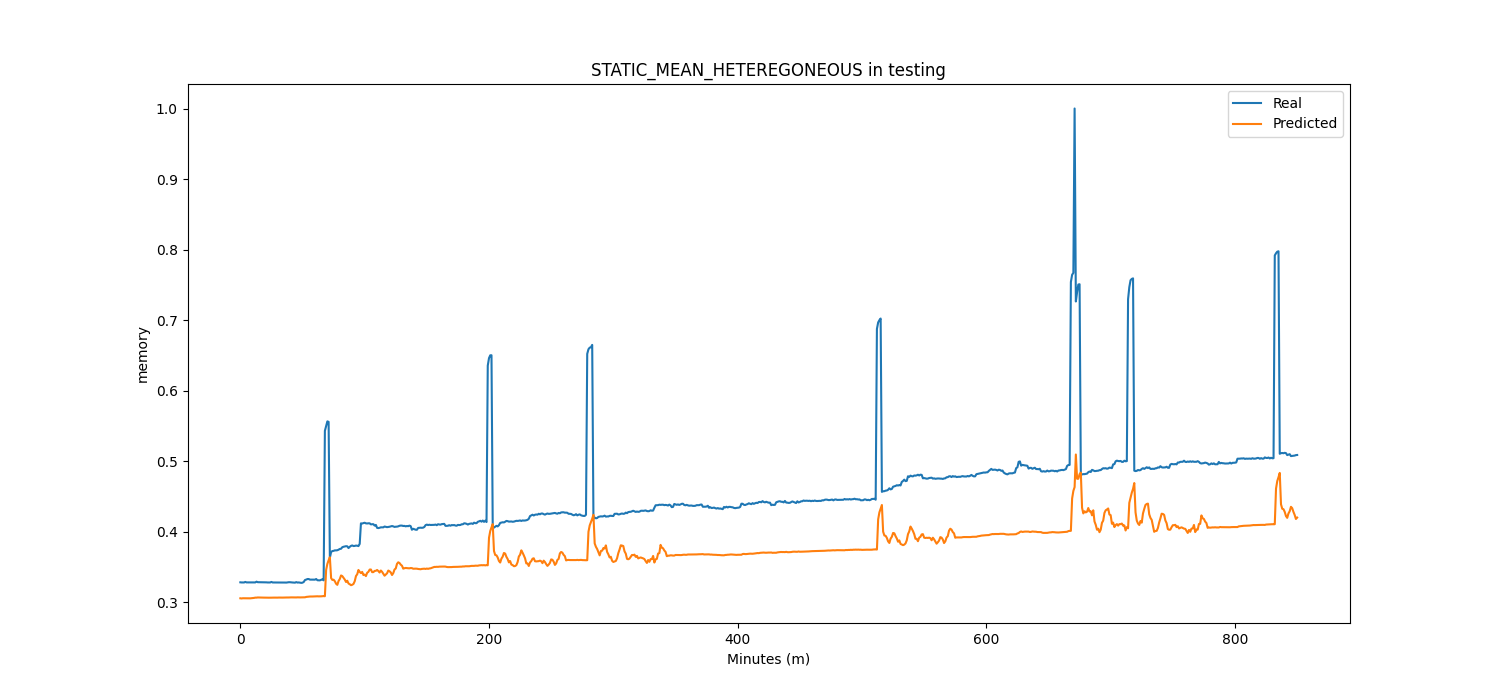 STATIC_MEAN_HETEREGONEOUS in testing
Real
Predicted
memory
1.0
0.9
0.8
0.7
0.6
0.5
0.4
0.3
0 200 400 600 800
Minutes (m)